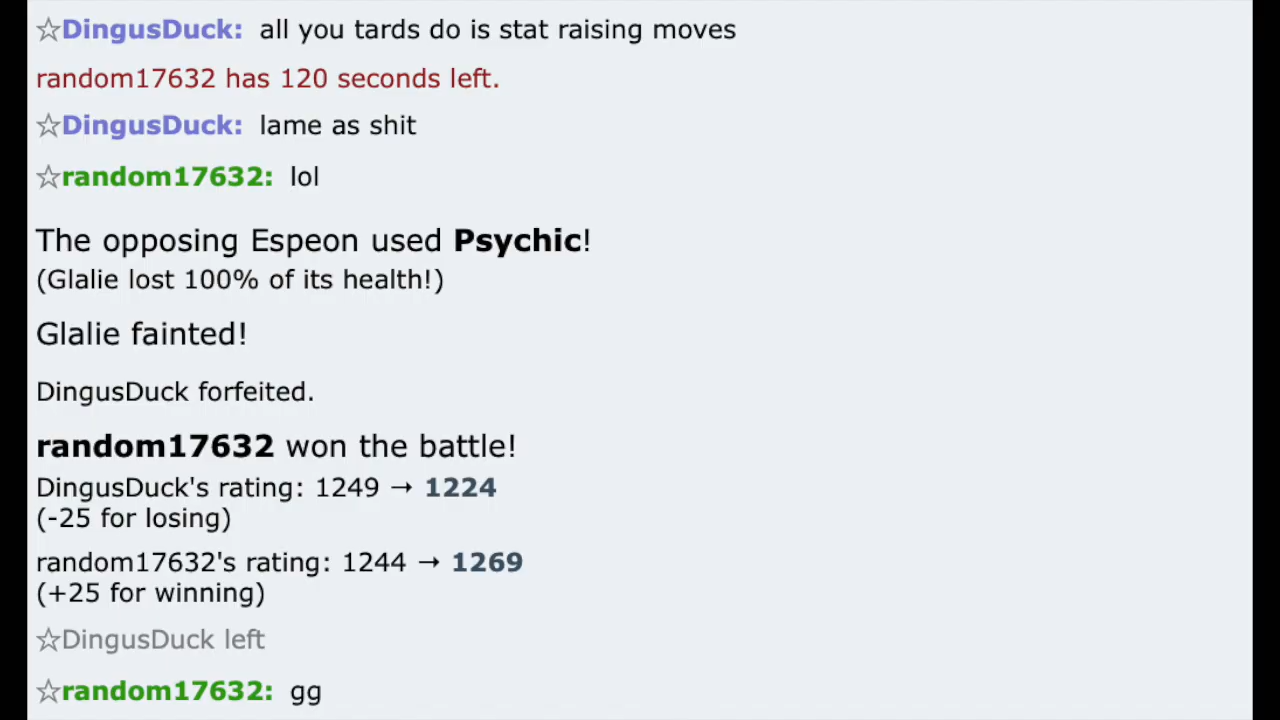 ☆DingusDuck: all you tards do is stat raising moves
random17632 has 120 seconds left.
☆DingusDuck: lame as shit
☆random17632: lol
The opposing Espeon used Psychic!
(Glalie lost 100% of its health!)
Glalie fainted!
DingusDuck forfeited.
random17632 won the battle!
DingusDuck's rating: 1249 → 1224
(-25 for losing)
random17632's rating: 1244 → 1269
(+25 for winning)
☆DingusDuck left
☆random17632: gg